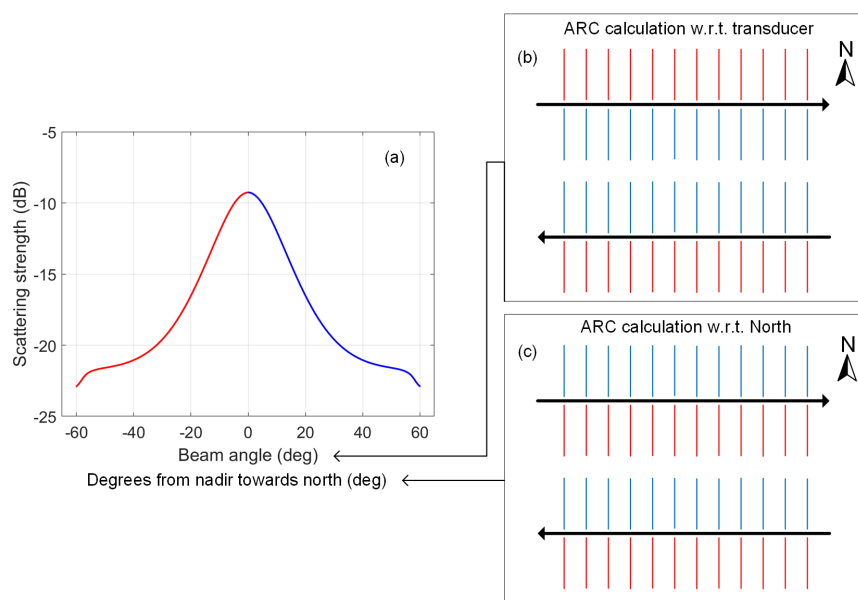 ARC calculation w.r.t. transducer
(b)
N
-5
(a)
-10
-15
-20
-25
Scattering strength (dB)
-60 -40 -20 0 20 40 60
Beam angle (deg)
Degrees from nadir towards north (deg)
ARC calculation w.r.t. North
(c)
N